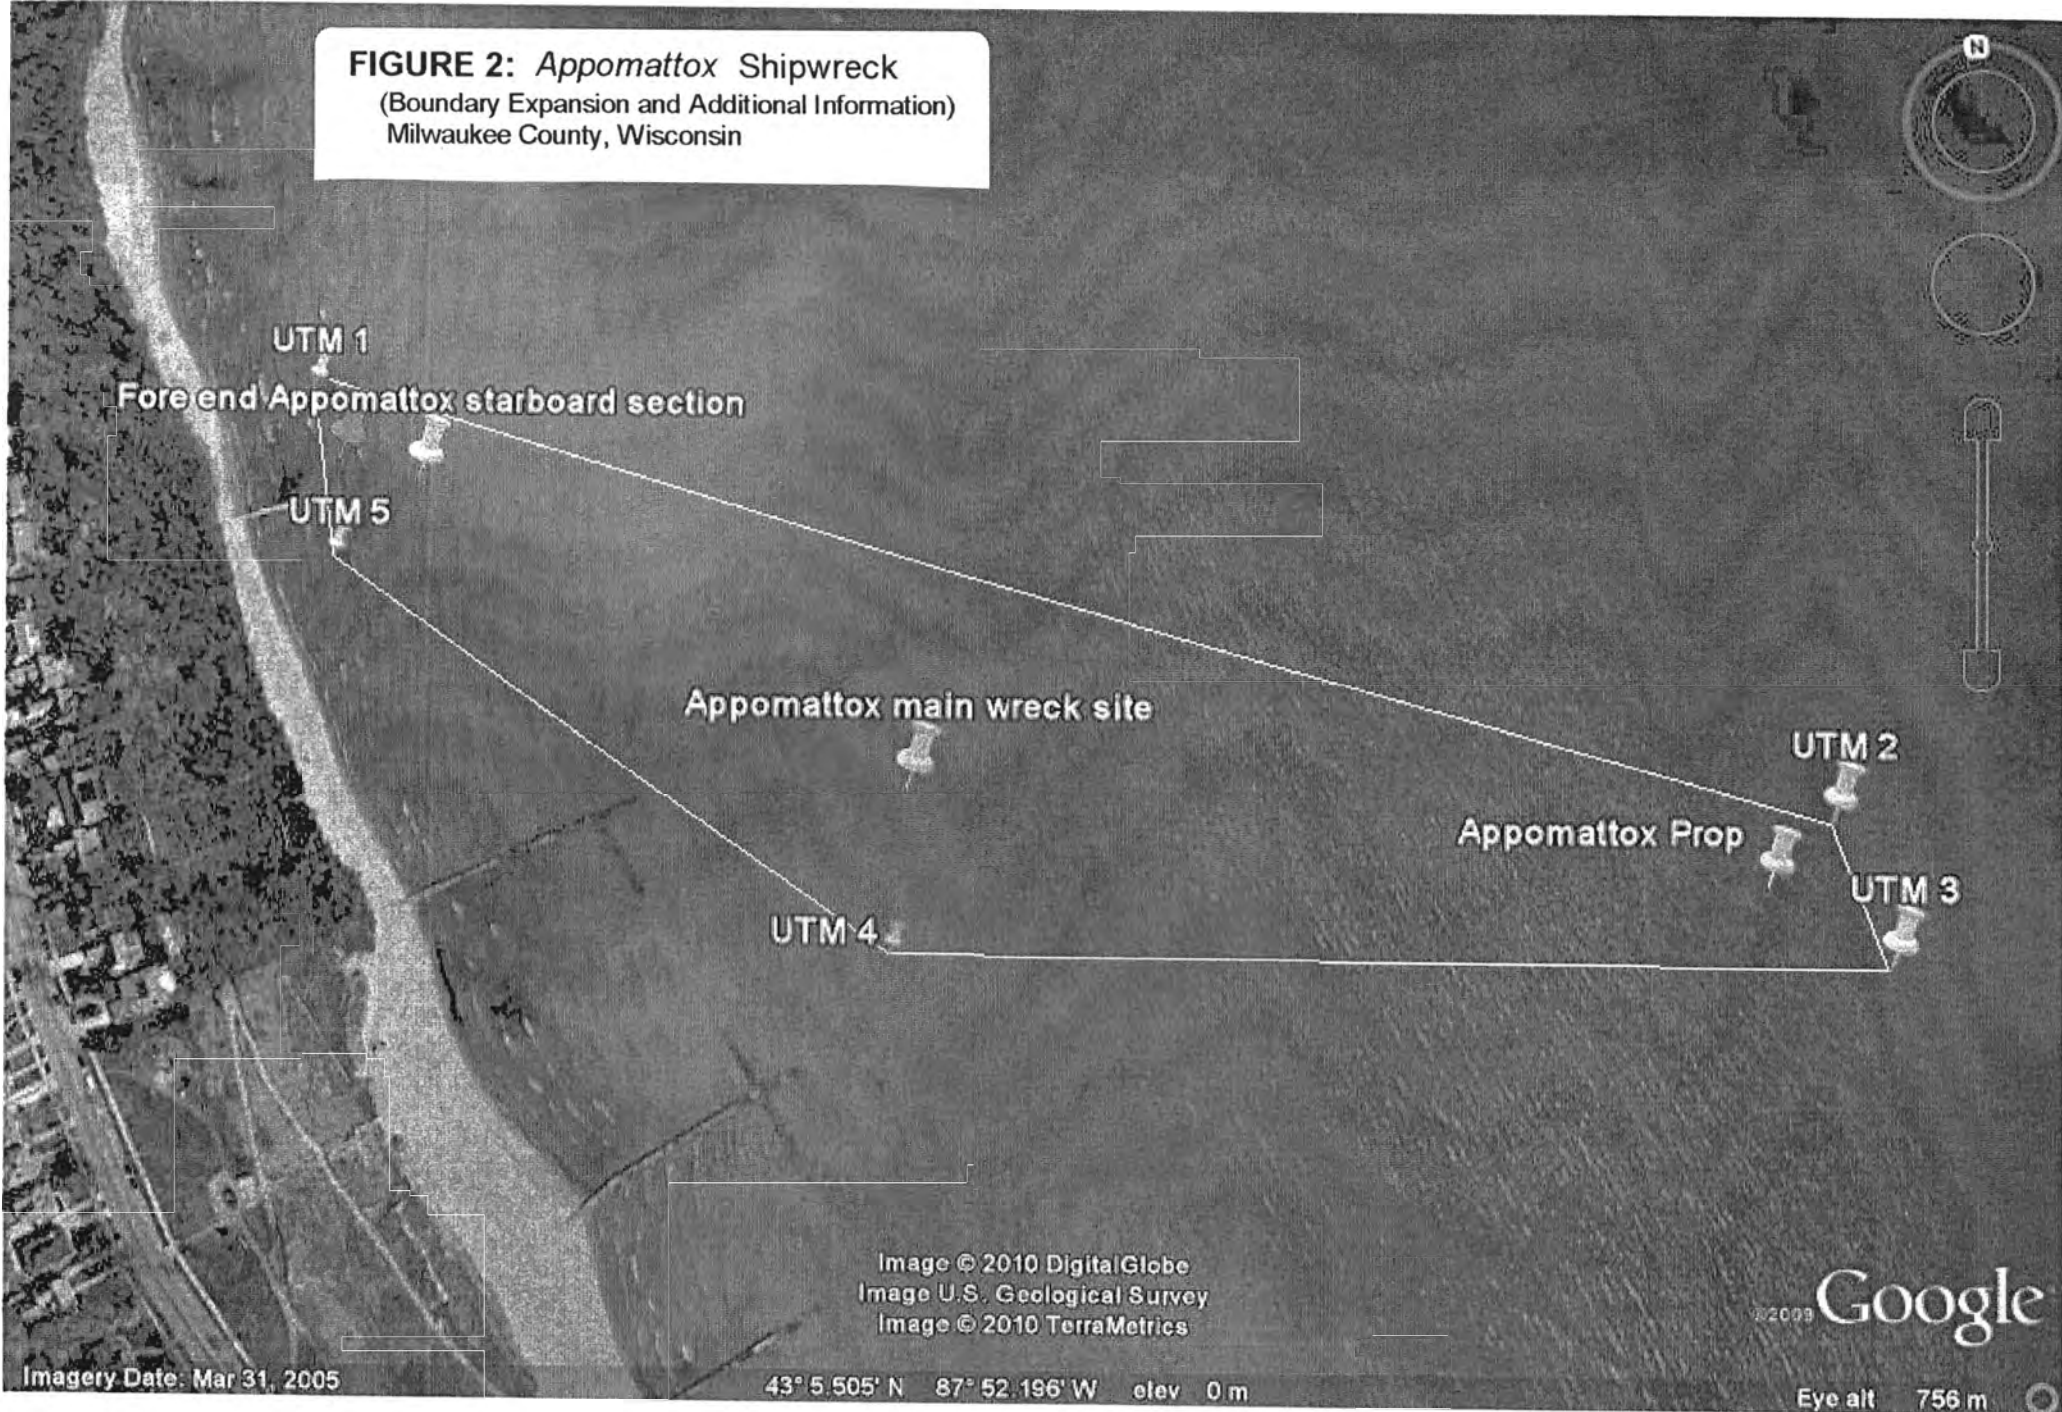 FIGURE 2: Appomattox Shipwreck
(Boundary Expansion and Additional Information)
Milwaukee County, Wisconsin
N
UTM 1
Fore end Appomattox starboard section
UTM 5
Appomattox main wreck site
UTM 2
Appomattox Prop
UTM 3
UTM 4
Image © 2010 DigitalGlobe
Image U.S. Geological Survey
Image © 2010 TerraMetrics
©2009 Google
Imagery Date: Mar 31, 2005
43° 5.505' N 87° 52.196' W elev 0 m
Eye alt 756 m